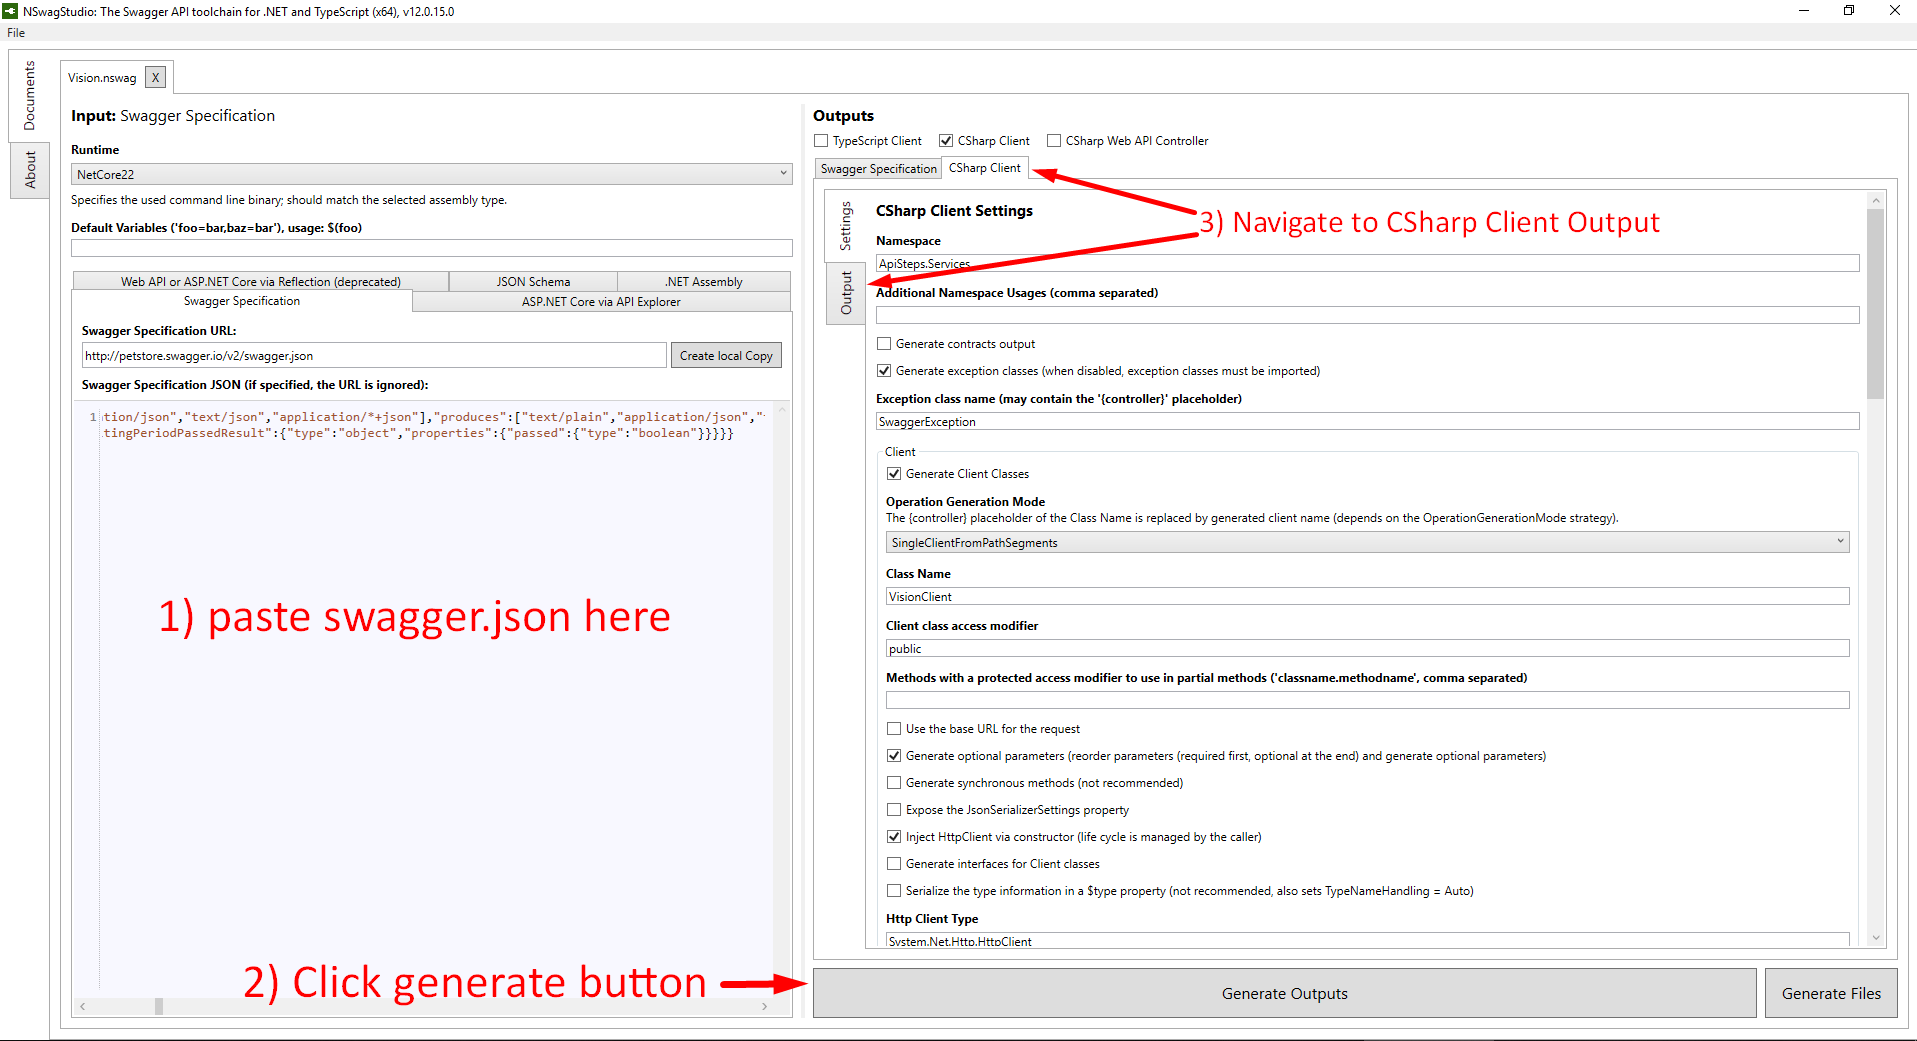 NSwagStudio: The Swagger API toolchain for .NET and TypeScript (x64), v12.0.15.0
File
Documents
About
Vision.nswag X
Input: Swagger Specification
Runtime
NetCore22
Specifies the used command line binary; should match the selected assembly type.
Default Variables ('foo=bar,baz=bar'), usage: $(foo)
Web API or ASP.NET Core via Reflection (deprecated) JSON Schema .NET Assembly
Swagger Specification ASP.NET Core via API Explorer
Swagger Specification URL:
http://petstore.swagger.io/v2/swagger.json Create local Copy
Swagger Specification JSON (if specified, the URL is ignored):
1 tion/json","text/json","application/*+json"],"produces":["text/plain","application/json","
tingPeriodPassedResult":{"type":"object","properties":{"passed":{"type":"boolean"}}}}}
1) paste swagger.json here
2) Click generate button
Outputs
TypeScript Client CSharp Client CSharp Web API Controller
Swagger Specification CSharp Client
Settings
Output
3) Navigate to CSharp Client Output
CSharp Client Settings
Namespace
ApiSteps.Services
Additional Namespace Usages (comma separated)
Generate contracts output
Generate exception classes (when disabled, exception classes must be imported)
Exception class name (may contain the '{controller}' placeholder)
SwaggerException
Client
Generate Client Classes
Operation Generation Mode
The {controller} placeholder of the Class Name is replaced by generated client name (depends on the OperationGenerationMode strategy).
SingleClientFromPathSegments
Class Name
VisionClient
Client class access modifier
public
Methods with a protected access modifier to use in partial methods ('classname.methodname', comma separated)
Use the base URL for the request
Generate optional parameters (reorder parameters (required first, optional at the end) and generate optional parameters)
Generate synchronous methods (not recommended)
Expose the JsonSerializerSettings property
Inject HttpClient via constructor (life cycle is managed by the caller)
Generate interfaces for Client classes
Serialize the type information in a $type property (not recommended, also sets TypeNameHandling = Auto)
Http Client Type
System.Net.Http.HttpClient
Generate Outputs Generate Files